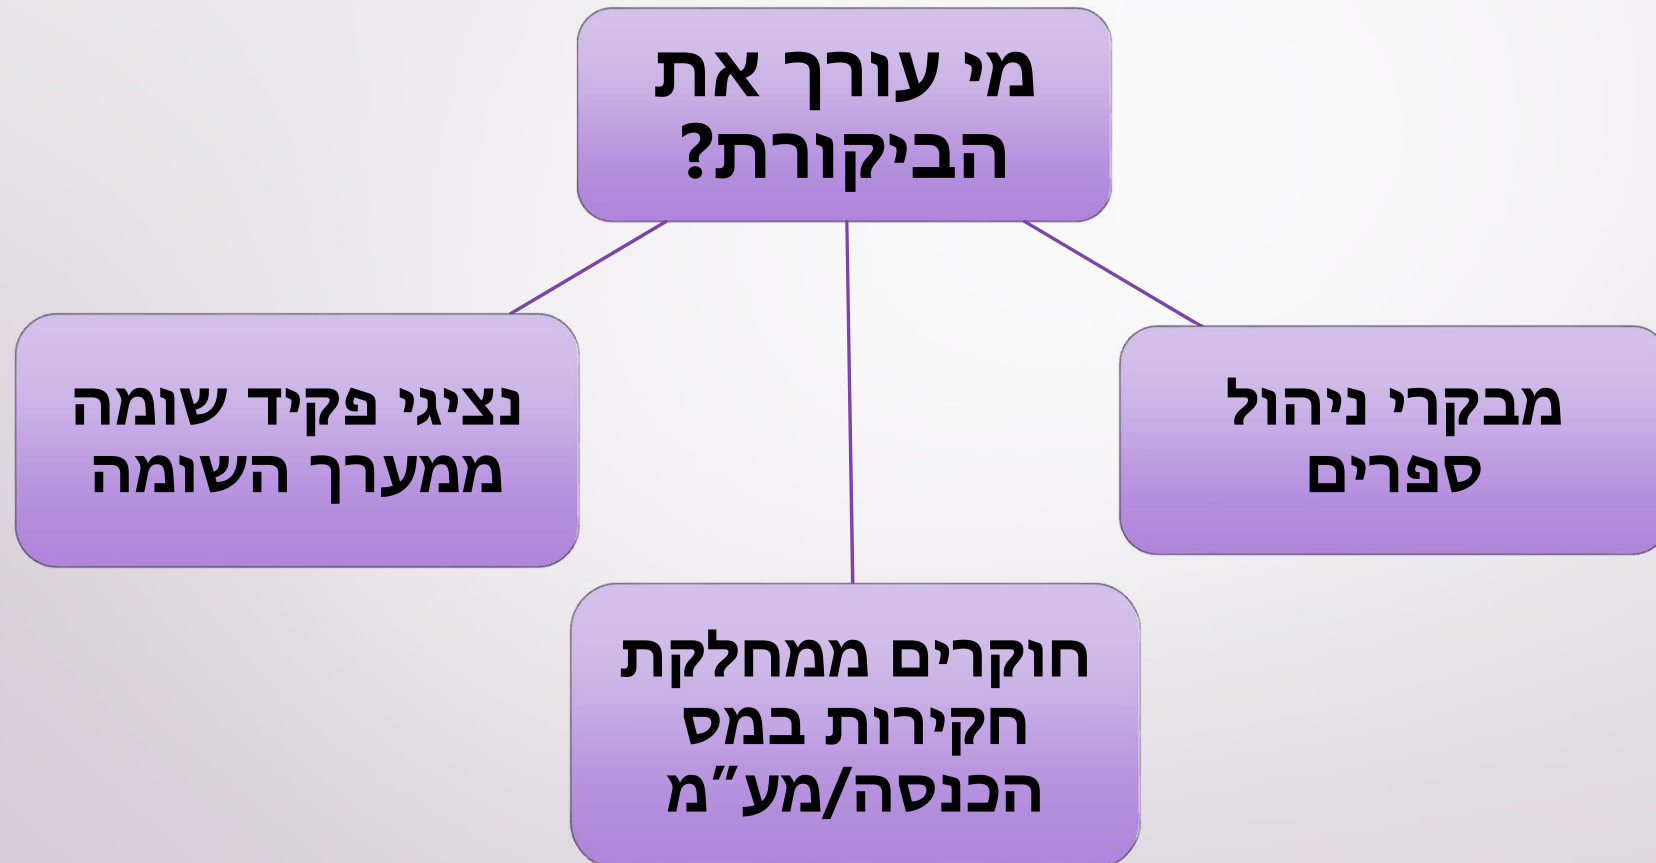 מי עורך את
הביקורת?
מבקרי ניהול
ספרים
חוקרים ממחלקת
חקירות במס
הכנסה/מע״מ
נציגי פקיד שומה
ממערך השומה